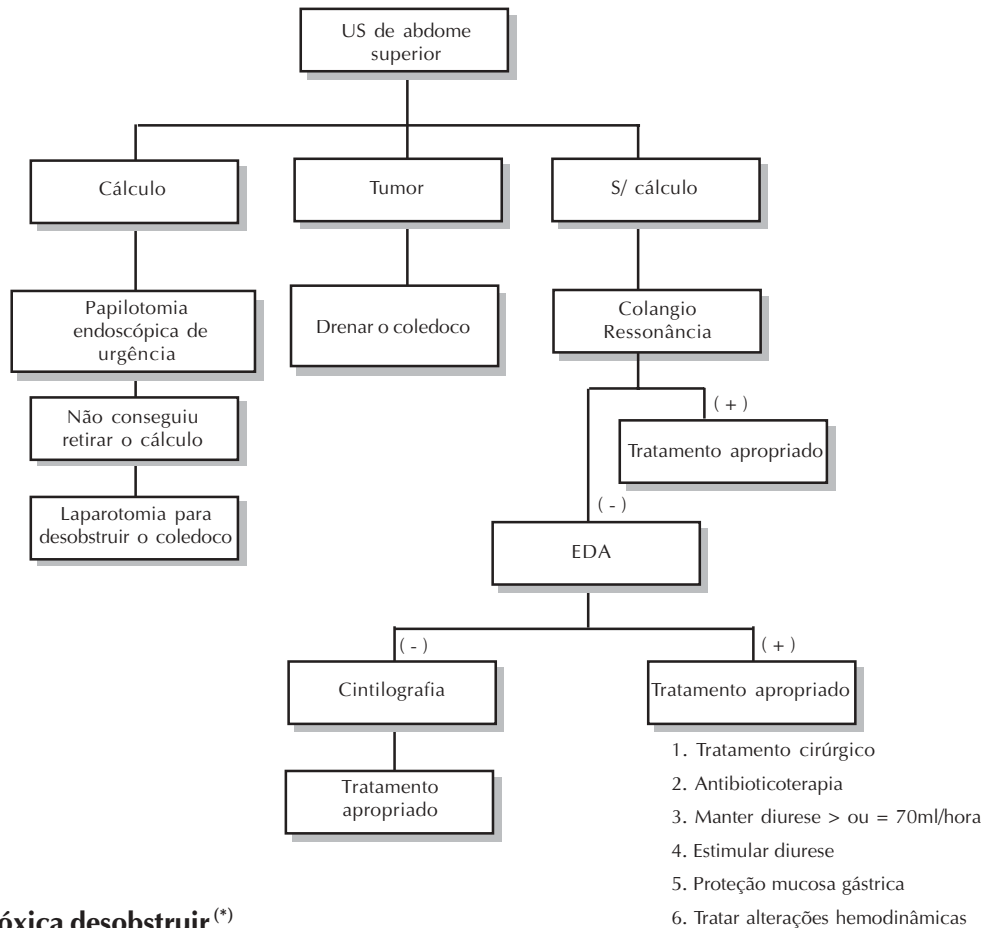 US de abdome
superior
Cálculo
Tumor
S/ cálculo
Papilotomia
endoscópica de
urgência
Drenar o coledoco
Colangio
Ressonância
Não conseguiu
retirar o cálculo
( + )
Tratamento apropriado
Laparotomia para
desobstruir o coledoco
( - )
EDA
( - )
( + )
Cintilografia
Tratamento apropriado
Tratamento
apropriado
1. Tratamento cirúrgico
2. Antibioticoterapia
3. Manter diurese > ou = 70ml/hora
4. Estimular diurese
5. Proteção mucosa gástrica
6. Tratar alterações hemodinâmicas
desobstruir (*)